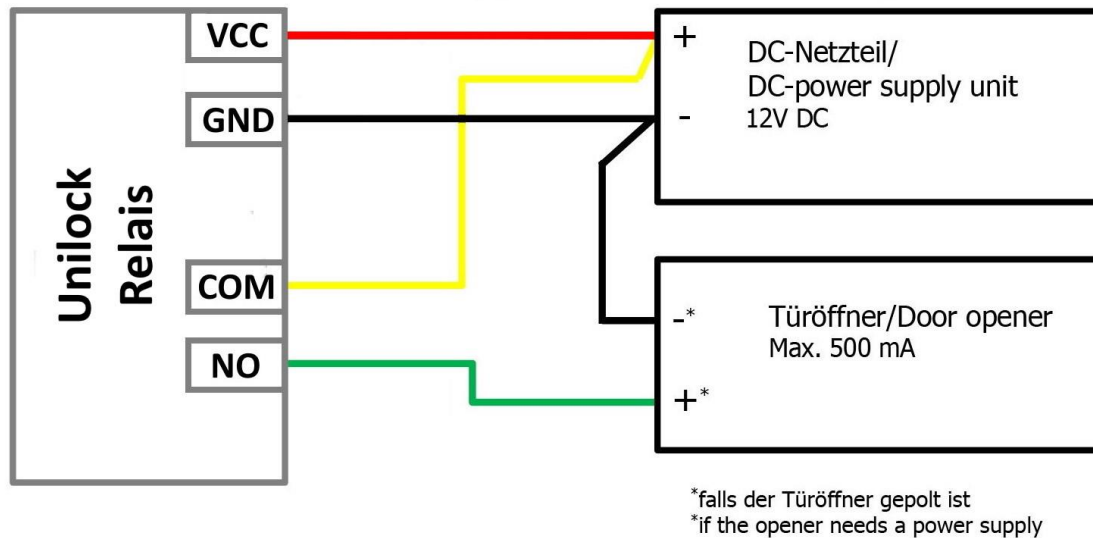 VCC
GND
Unilock
Relais
COM
NO
+
DC-Netzteil/
DC-power supply unit
12V DC
-
-*
Türöffner/Door opener
Max. 500 mA
+*
*falls der Türöffner gepolt ist
*if the opener needs a power supply